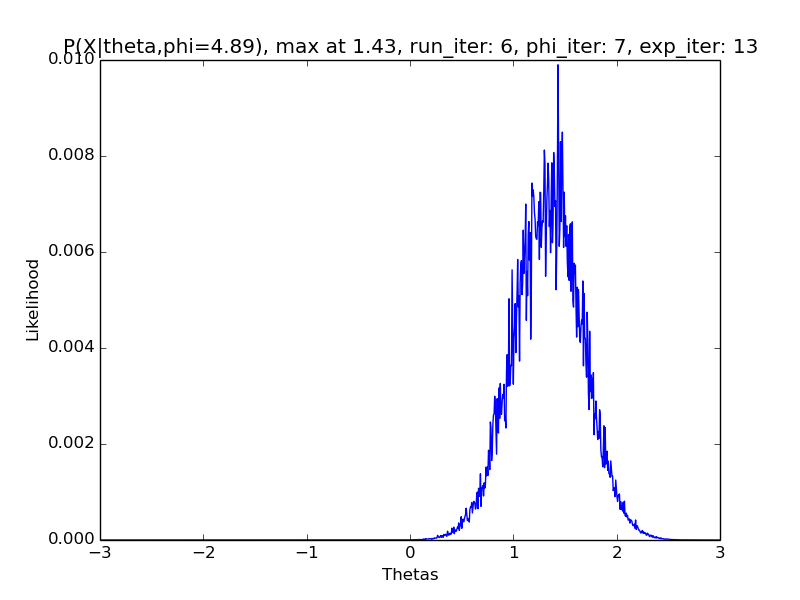 P(X|theta,phi=4.89), max at 1.43, run_iter: 6, phi_iter: 7, exp_iter: 13
0.010
0.008
0.006
0.004
0.002
0.000
Likelihood
−3 −2 −1 0 1 2 3
Thetas